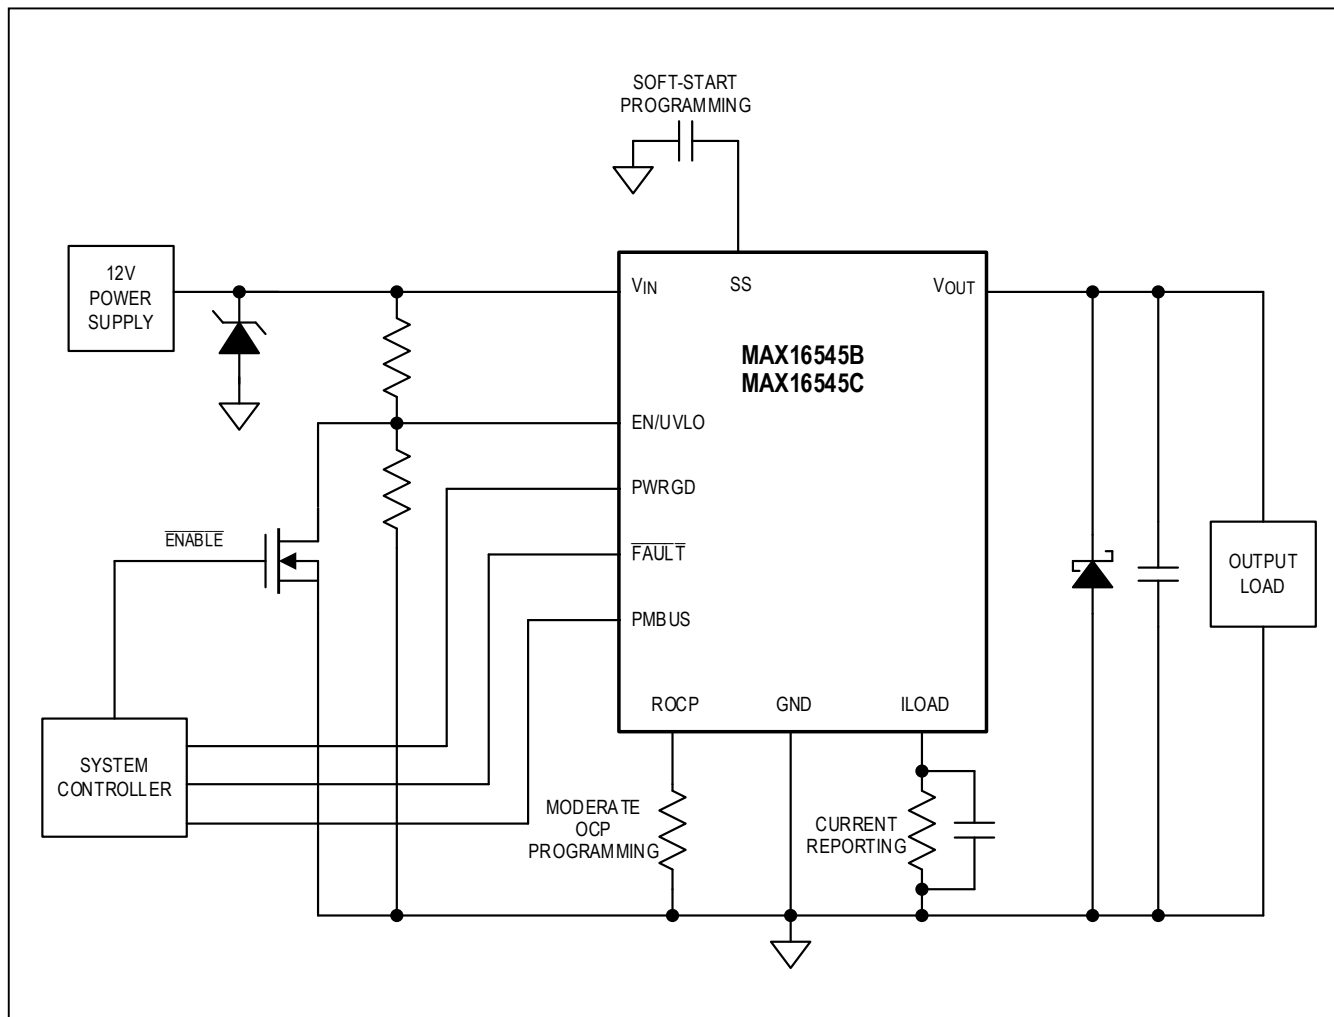 SOFT-START
PROGRAMMING
12V
POWER
SUPPLY
VIN
SS
VOUT
MAX16545B
MAX16545C
EN/UVLO
PWRGD
ENABLE
FAULT
OUTPUT
LOAD
PMBUS
ROCP
GND
ILOAD
SYSTEM
CONTROLLER
MODERATE
OCP
PROGRAMMING
CURRENT
REPORTING